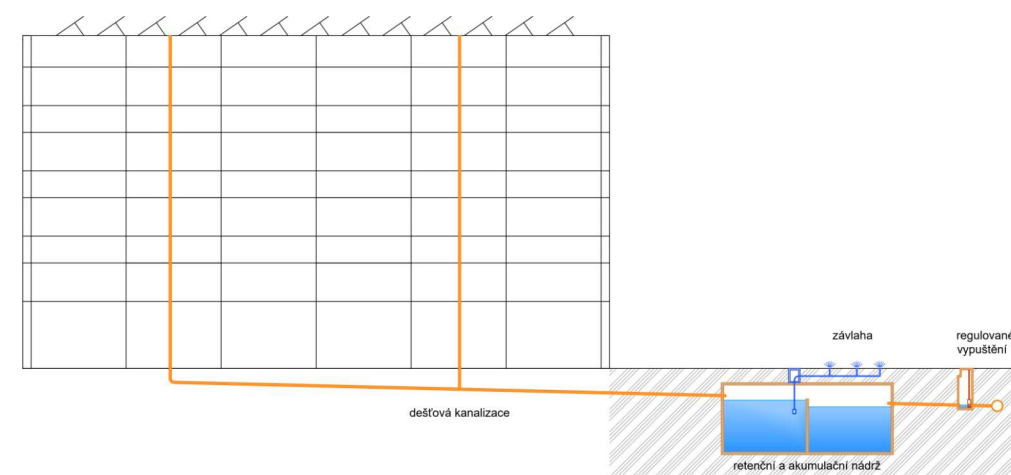 závlaha
regulované
vypuštění
dešťová kanalizace
retenční a akumulační nádrž